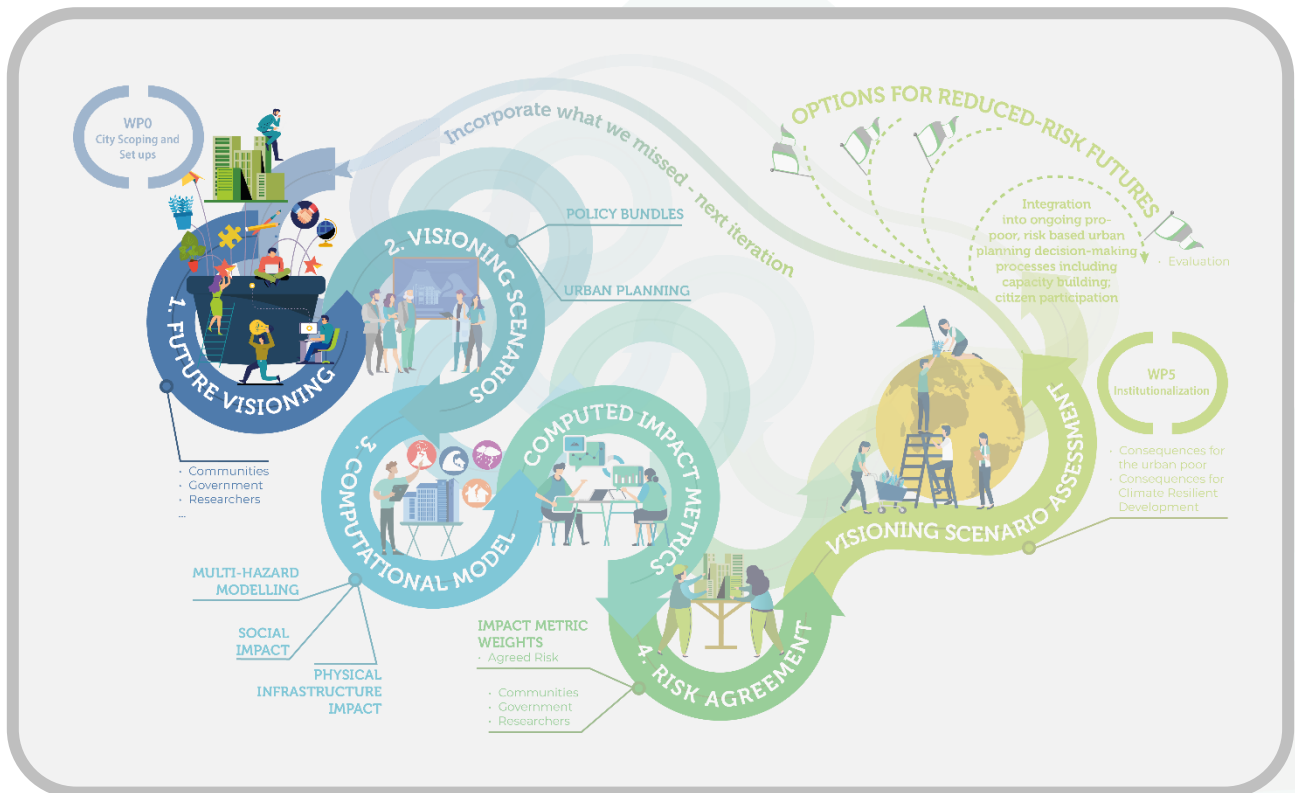 WP0
City Scoping and
Set ups
1. FUTURE VISIONING
· Communities
· Government
· Researchers
...
2. VISIONING SCENARIOS
POLICY BUNDLES
URBAN PLANNING
3. COMPUTATIONAL MODEL
MULTI-HAZARD
MODELLING
SOCIAL
IMPACT
PHYSICAL
INFRASTRUCTURE
IMPACT
COMPUTED IMPACT METRICS
4. RISK AGREEMENT
IMPACT METRIC
WEIGHTS
· Agreed Risk
· Communities
· Government
· Researchers
VISIONING SCENARIO ASSESSMENT
· Consequences for
the urban poor
· Consequences for
Climate Resilient
Development
WP5
Institutionalization
Incorporate what we missed - next iteration
OPTIONS FOR REDUCED-RISK FUTURES
Integration
into ongoing pro-
poor, risk based urban
planning decision-making
processes including
capacity building;
citizen participation
· Evaluation